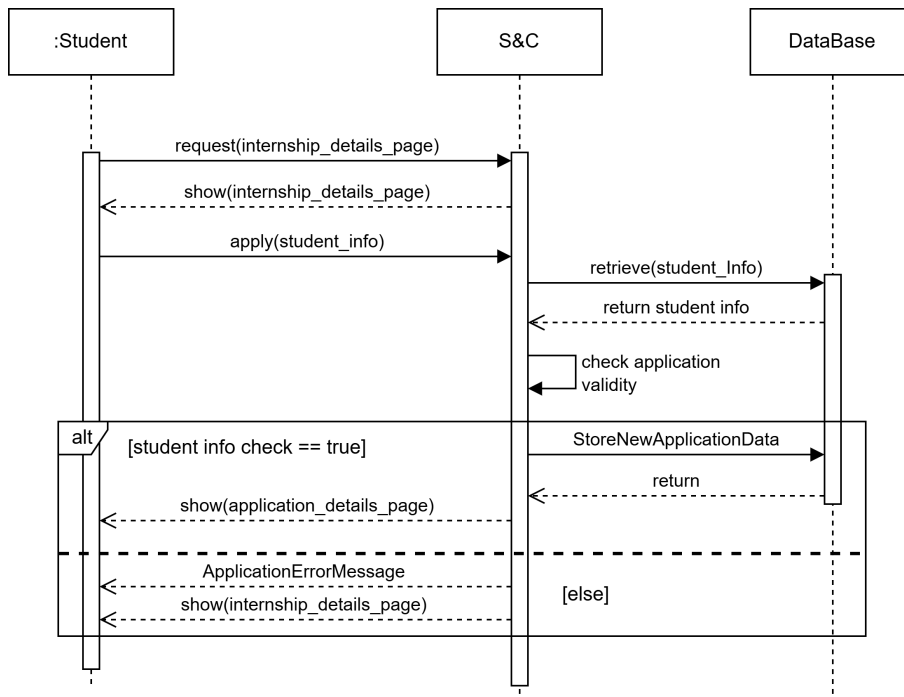 :Student
S&C
DataBase
request(internship_details_page)
show(internship_details_page)
apply(student_info)
retrieve(student_Info)
return student info
check application
validity
alt
[student info check == true]
StoreNewApplicationData
return
show(application_details_page)
ApplicationErrorMessage
[else]
show(internship_details_page)